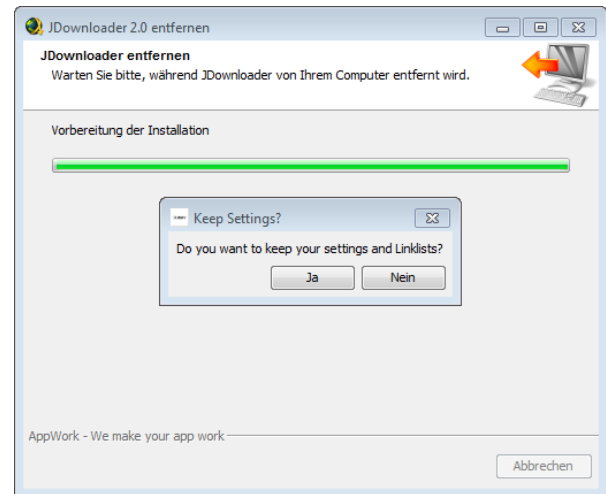 JDownloader 2.0 entfernen
JDownloader entfernen
Warten Sie bitte, während JDownloader von Ihrem Computer entfernt wird.
Vorbereitung der Installation
Keep Settings?
Do you want to keep your settings and Linklists?
Ja Nein
AppWork - We make your app work
Abbrechen